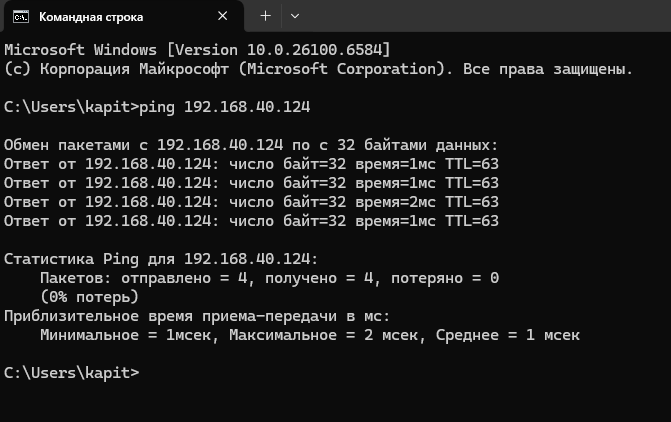 Командная строка
Microsoft Windows [Version 10.0.26100.6584]
(c) Корпорация Майкрософт (Microsoft Corporation). Все права защищены.
C:\Users\kapit>ping 192.168.40.124
Обмен пакетами с 192.168.40.124 по с 32 байтами данных:
Ответ от 192.168.40.124: число байт=32 время=1мс TTL=63
Ответ от 192.168.40.124: число байт=32 время=1мс TTL=63
Ответ от 192.168.40.124: число байт=32 время=2мс TTL=63
Ответ от 192.168.40.124: число байт=32 время=1мс TTL=63
Статистика Ping для 192.168.40.124:
    Пакетов: отправлено = 4, получено = 4, потеряно = 0
    (0% потерь)
Приблизительное время приема-передачи в мс:
    Минимальное = 1мсек, Максимальное = 2 мсек, Среднее = 1 мсек
C:\Users\kapit>